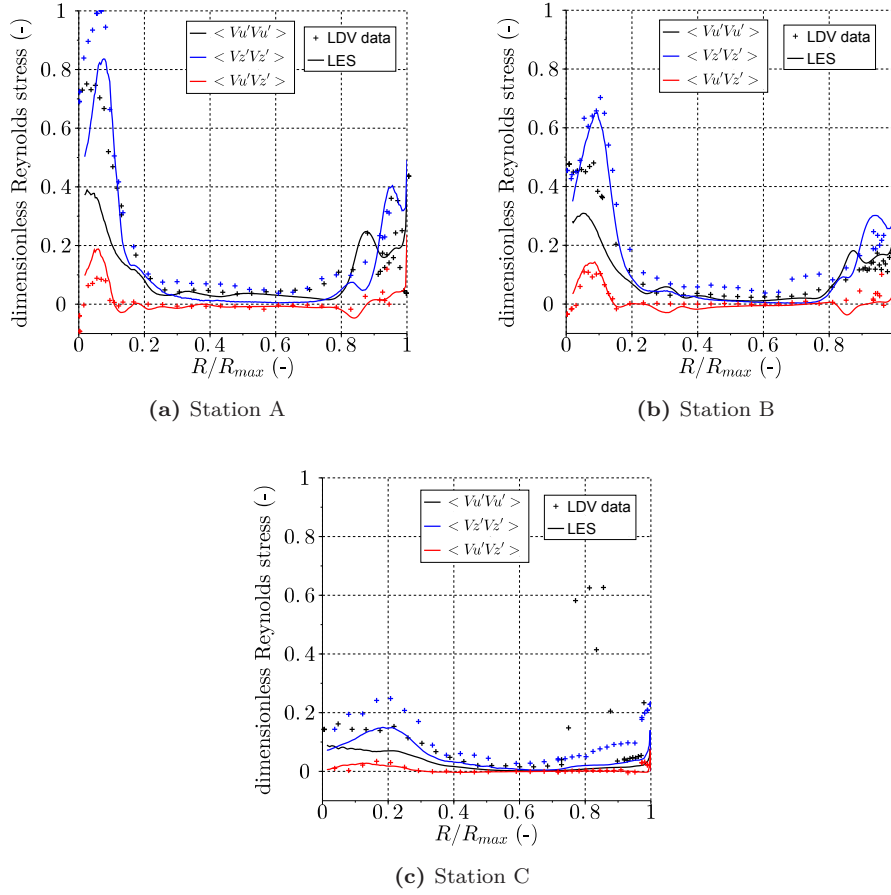 dimensionless Reynolds stress (-)
1
0.8
0.6
0.4
0.2
0
< Vu′Vu′ >
< Vz′Vz′ >
< Vu′Vz′ >
LDV data
LES
0 0.2 0.4 0.6 0.8 1
R/Rmax (-)
(a) Station A
dimensionless Reynolds stress (-)
1
0.8
0.6
0.4
0.2
0
< Vu′Vu′ >
< Vz′Vz′ >
< Vu′Vz′ >
LDV data
LES
0 0.2 0.4 0.6 0.8
R/Rmax (-)
(b) Station B
dimensionless Reynolds stress (-)
1
0.8
0.6
0.4
0.2
0
< Vu′Vu′ >
< Vz′Vz′ >
< Vu′Vz′ >
LDV data
LES
0 0.2 0.4 0.6 0.8 1
R/Rmax (-)
(c) Station C